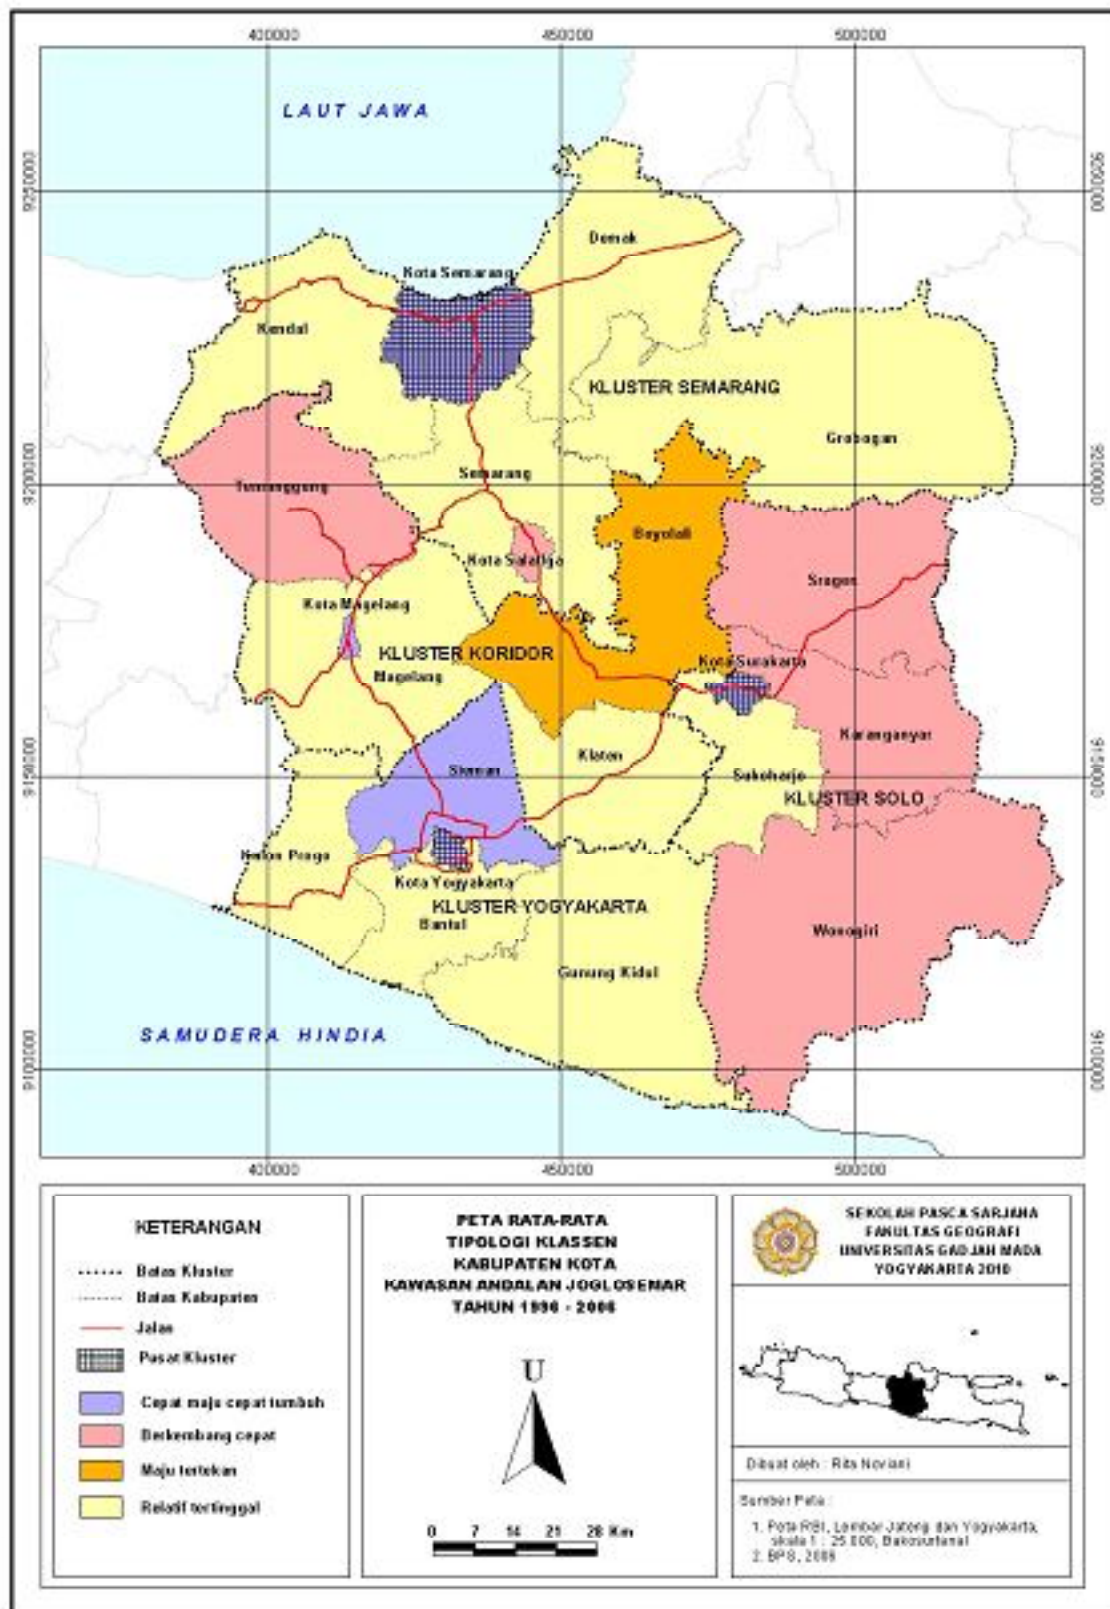 400000 450000 500000
LAUT JAWA
9250000 9250000
Demak
Kota Semarang
Kendal
KLUSTER SEMARANG
Grobogan
Semarang
9200000 9200000
Temanggung
Boyolali
Kota Salatiga
Sragen
Kota Magelang
KLUSTER KORIDOR
Kota Surakarta
Magelang
Karanganyar
Klaten
Sleman
Sukoharjo
9150000 9150000
KLUSTER SOLO
Kulon Progo
Kota Yogyakarta
KLUSTER YOGYAKARTA
Bantul
Wonogiri
Gunung Kidul
SAMUDERA HINDIA
9100000 9100000
400000 450000 500000
KETERANGAN
Batas Kluster
Batas Kabupaten
Jalan
Pusat Kluster
Cepat maju cepat tumbuh
Berkembang cepat
Maju tertekan
Relatif tertinggal
PETA RATA-RATA
TIPOLOGI KLASSEN
KABUPATEN KOTA
KAWASAN ANDALAN JOGLOSEMAR
TAHUN 1996 - 2006
U
0 7 14 21 28 Km
SEKOLAH PASCA SARJANA
FAKULTAS GEOGRAFI
UNIVERSITAS GADJAH MADA
YOGYAKARTA 2010
Dibuat oleh : Rita Noviani
Sumber Peta :
1. Peta RBI, Lembar Jateng dan Yogyakarta,
skala 1 : 25.000, Bakosurtanal
2. BPS, 2006